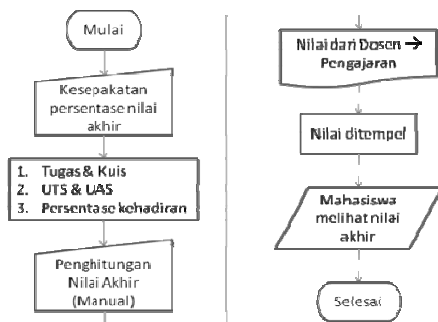 Mulai
Kesepakatan
persentase nilai
akhir
1. Tugas & Kuis
2. UTS & UAS
3. Persentase kehadiran
Penghitungan
Nilai Akhir
(Manual)
Nilai dari Dosen →
Pengajaran
Nilai ditempel
Mahasiswa
melihat nilai
akhir
Selesai